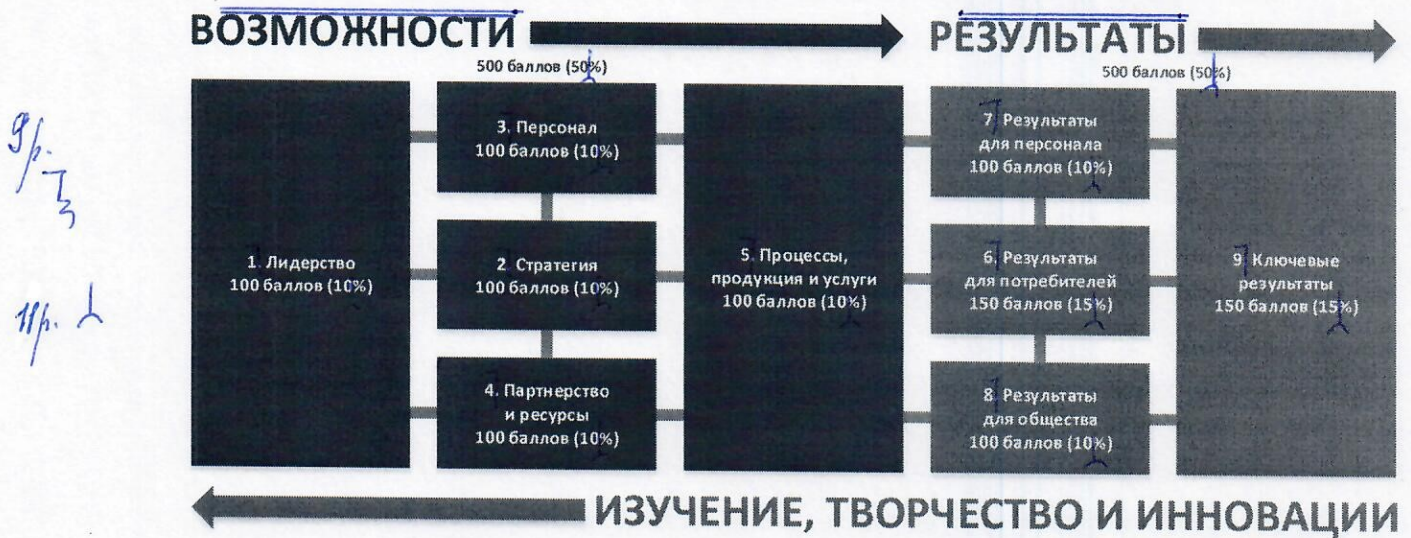 ВОЗМОЖНОСТИ
500 баллов (50%)
РЕЗУЛЬТАТЫ
500 баллов (50%)
9р.
11р.
1. Лидерство
100 баллов (10%)
3. Персонал
100 баллов (10%)
2. Стратегия
100 баллов (10%)
4. Партнерство
и ресурсы
100 баллов (10%)
5. Процессы,
продукция и услуги
100 баллов (10%)
7. Результаты
для персонала
100 баллов (10%)
6. Результаты
для потребителей
150 баллов (15%)
8. Результаты
для общества
100 баллов (10%)
9. Ключевые
результаты
150 баллов (15%)
ИЗУЧЕНИЕ, ТВОРЧЕСТВО И ИННОВАЦИИ